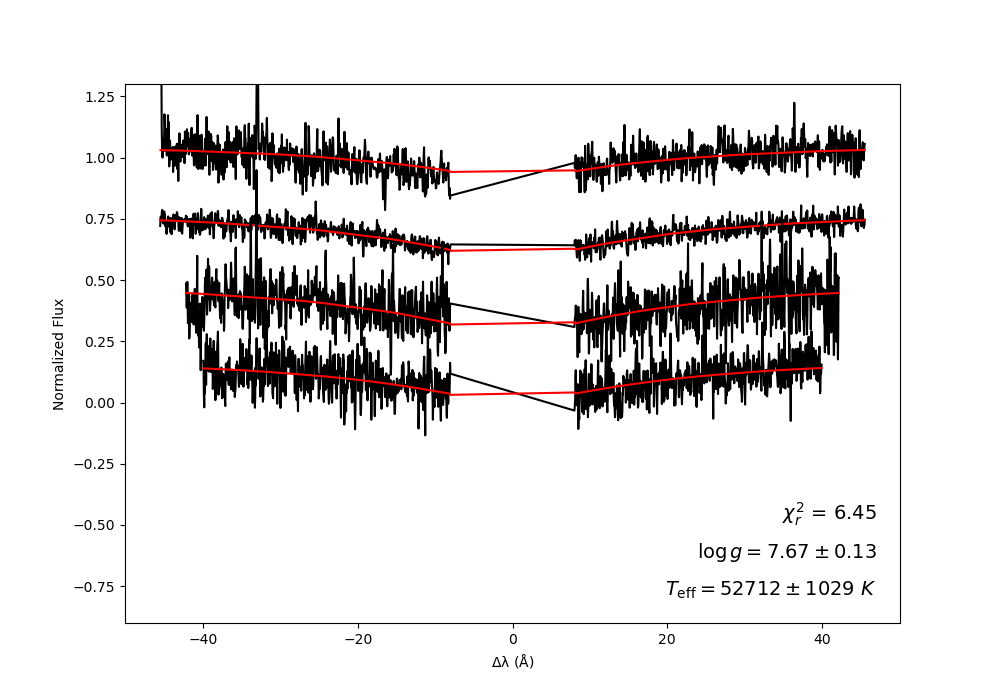 1.25
1.00
0.75
0.50
0.25
0.00
−0.25
−0.50
−0.75
Normalized Flux
χ²ᵣ = 6.45
log g = 7.67 ± 0.13
T_eff = 52712 ± 1029 K
−40 −20 0 20 40
Δλ (Å)